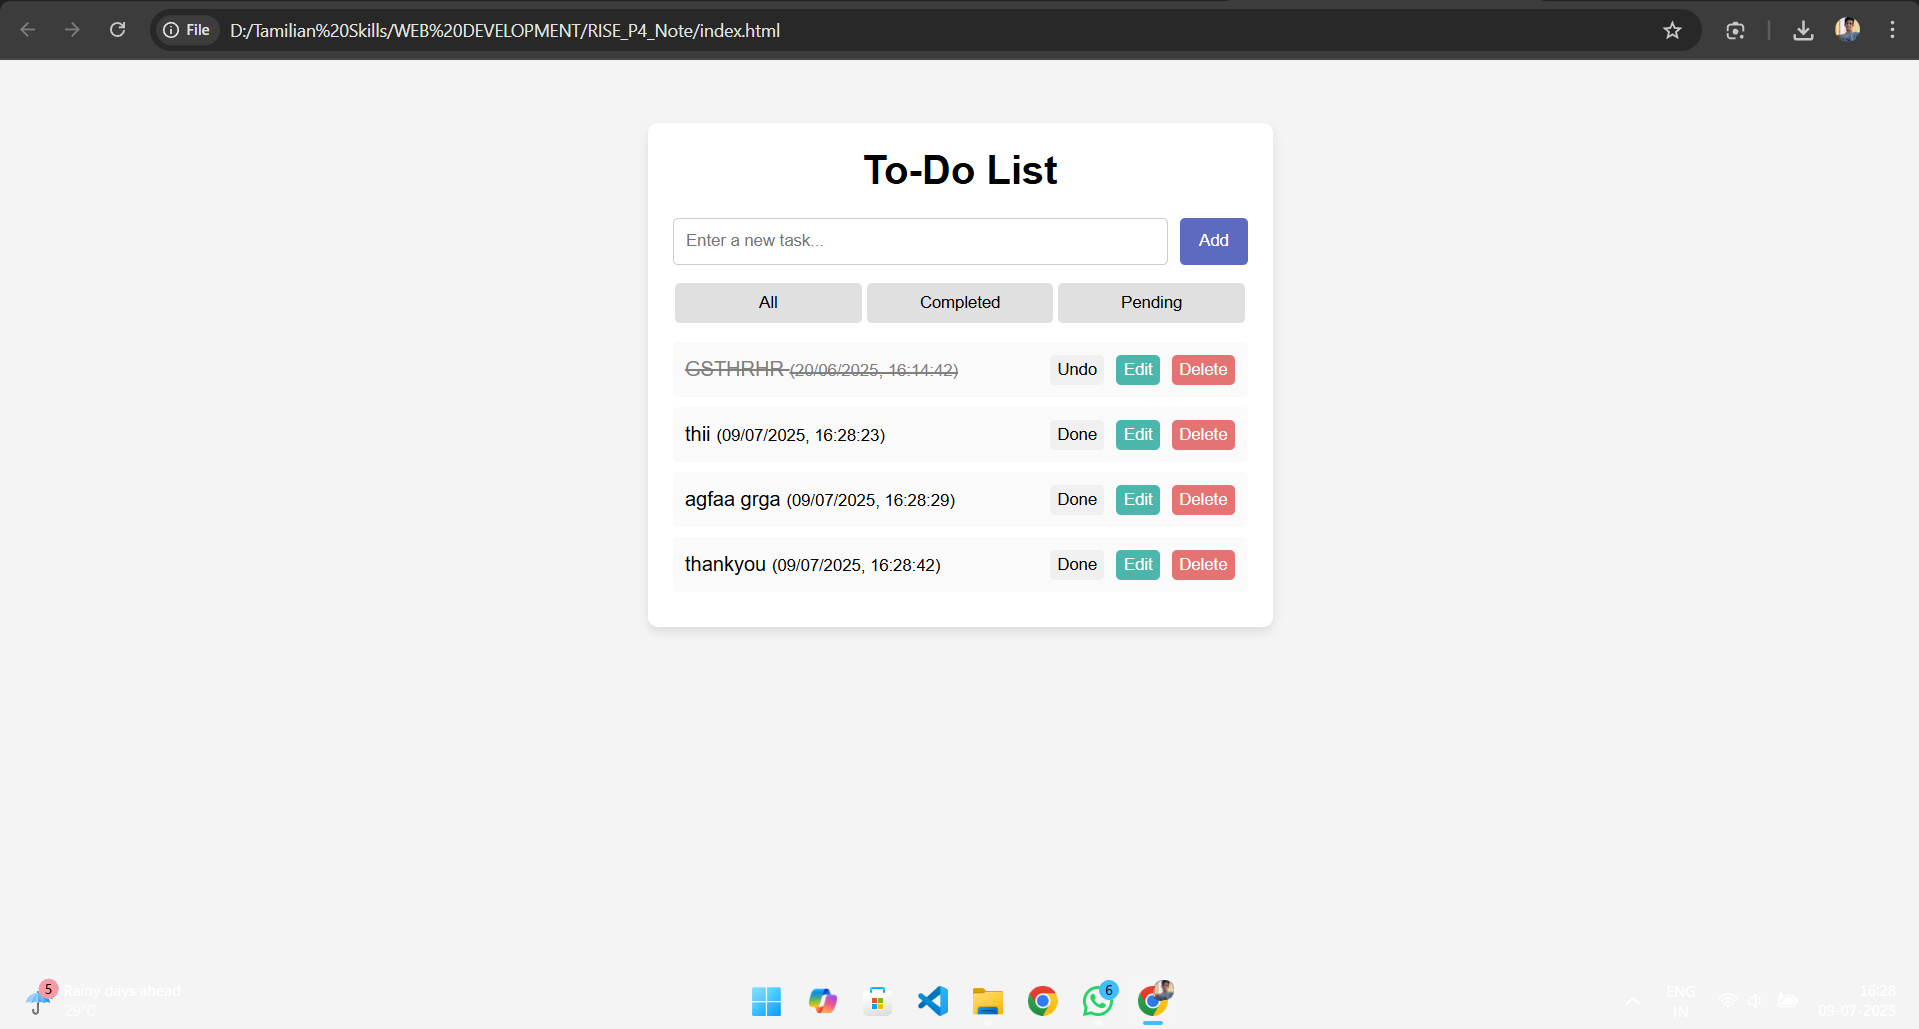 File D:/Tamilian%20Skills/WEB%20DEVELOPMENT/RISE_P4_Note/index.html
To-Do List
Enter a new task... Add
All Completed Pending
GSTHRHR (20/06/2025, 16:14:42) Undo Edit Delete
thii (09/07/2025, 16:28:23) Done Edit Delete
agfaa grga (09/07/2025, 16:28:29) Done Edit Delete
thankyou (09/07/2025, 16:28:42) Done Edit Delete
5 Rainy days ahead
29°C
6
ENG
IN
16:28
09-07-2025